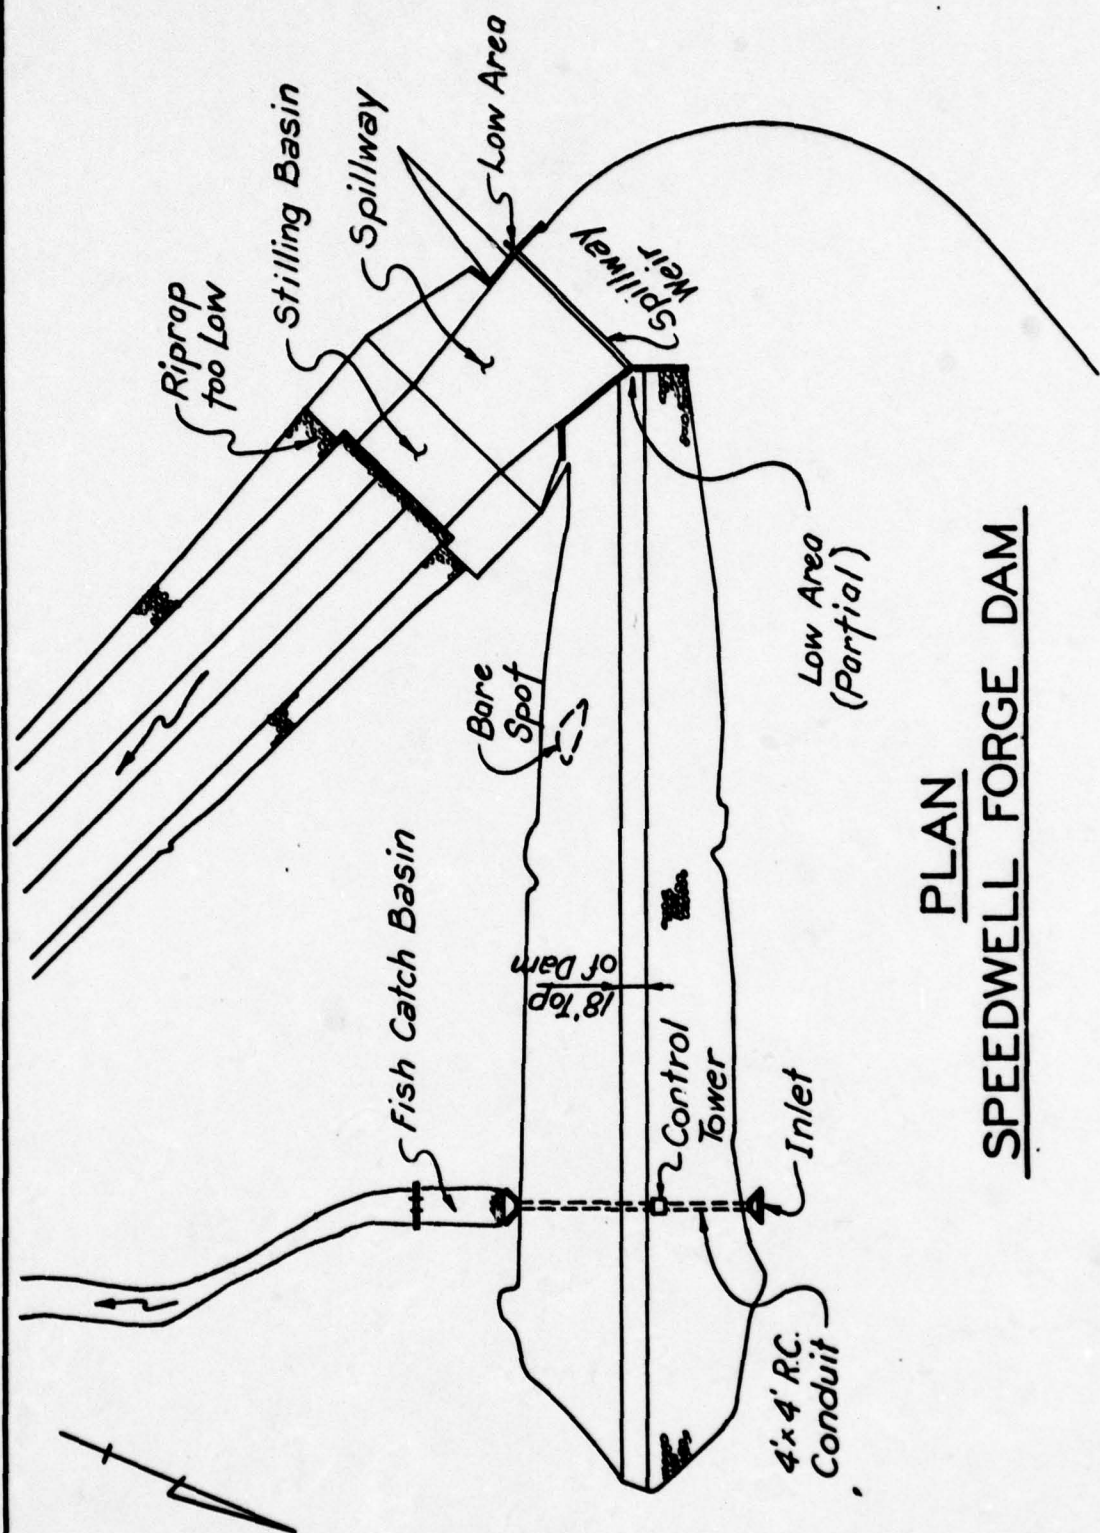 Low Area
Spillway
Stilling Basin
Riprap
too Low
Spillway
Weir
Low Area
(Partial)
Bare
Spot
Fish Catch Basin
18' Top
of Dam
Control
Tower
Inlet
4'x4' R.C.
Conduit
PLAN
SPEEDWELL FORGE DAM